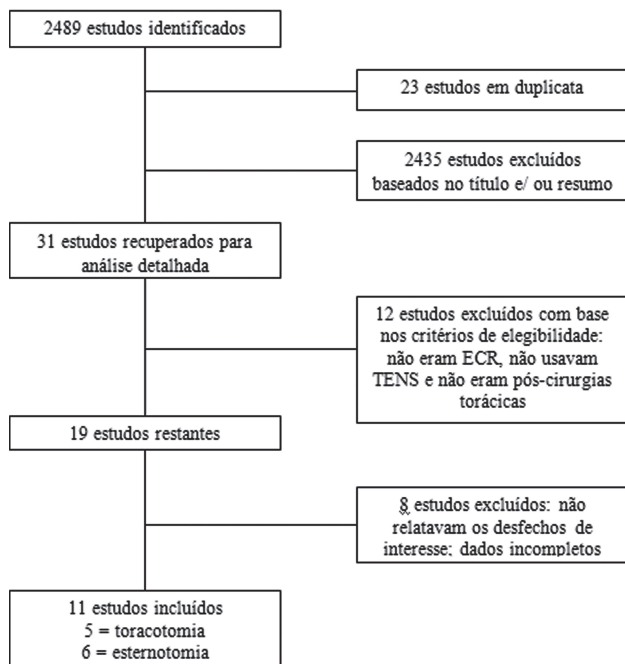 2489 estudos identificados
23 estudos em duplicata
2435 estudos excluídos
baseados no título e/ ou resumo
31 estudos recuperados para
análise detalhada
12 estudos excluídos com base
nos critérios de elegibilidade:
não eram ECR, não usavam
TENS e não eram pós-cirurgias
torácicas
19 estudos restantes
8 estudos excluídos: não
relatavam os desfechos de
interesse; dados incompletos
11 estudos incluídos
5 = toracotomia
6 = esternotomia